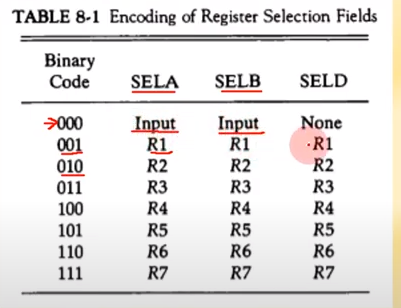 TABLE 8-1 Encoding of Register Selection Fields
Binary
Code SELA SELB SELD
000 Input Input None
001 R1 R1 R1
010 R2 R2 R2
011 R3 R3 R3
100 R4 R4 R4
101 R5 R5 R5
110 R6 R6 R6
111 R7 R7 R7